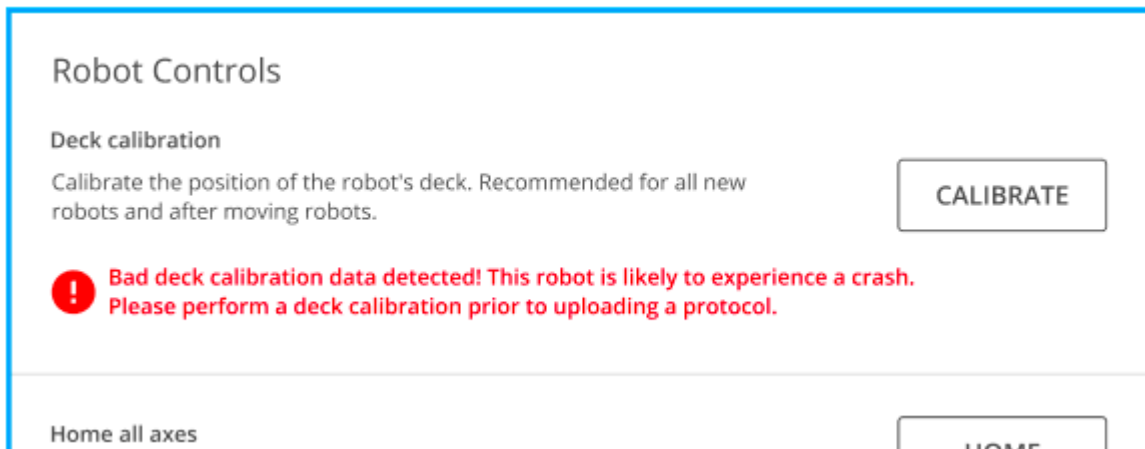 Robot Controls
Deck calibration
Calibrate the position of the robot's deck. Recommended for all new
robots and after moving robots.
CALIBRATE
Bad deck calibration data detected! This robot is likely to experience a crash.
Please perform a deck calibration prior to uploading a protocol.
Home all axes
HOME